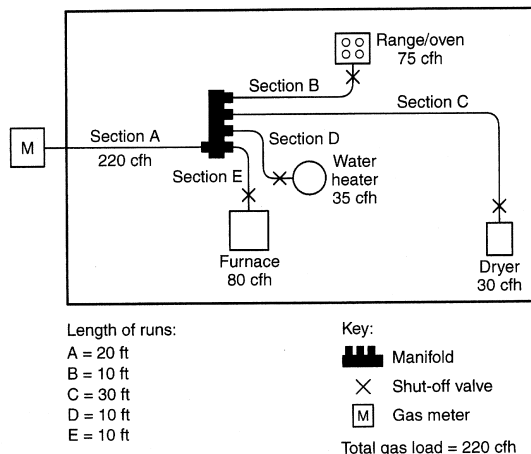 Range/oven
75 cfh
Section B
Section C
Section A
M
220 cfh
Section D
Section E
Water
heater
35 cfh
Furnace
80 cfh
Dryer
30 cfh
Length of runs:
A = 20 ft
B = 10 ft
C = 30 ft
D = 10 ft
E = 10 ft
Key:
Manifold
Shut-off valve
M Gas meter
Total gas load = 220 cfh